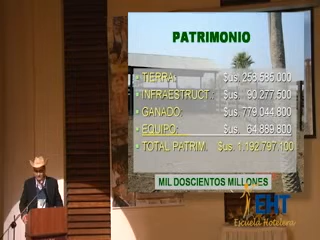 PATRIMONIO
TIERRA: $us. 258.585.000
INFRAESTRUCT.: $us. 90.277.500
GANADO: $us. 779.044.800
EQUIPO: $us. 64.889.800
TOTAL PATRIM. $us. 1.192.797.100
MIL DOSCIENTOS MILLONES
EHT
Escuela Hotelera